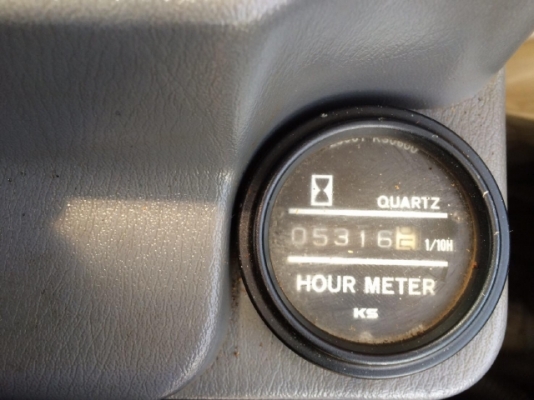 QUARTZ
05316 1/10H
HOUR METER
KS